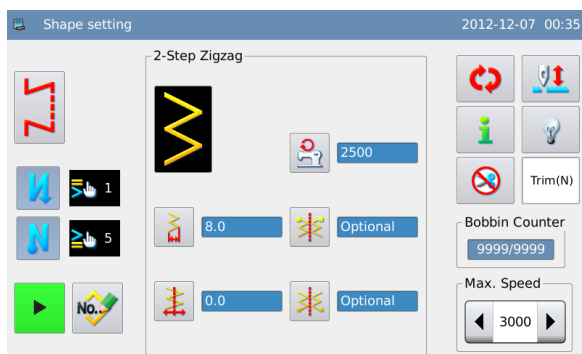 Shape setting
2012-12-07 00:35
2-Step Zigzag
2500
Trim(N)
1
8.0
Optional
Bobbin Counter
9999/9999
5
Max. Speed
No.
0.0
Optional
3000